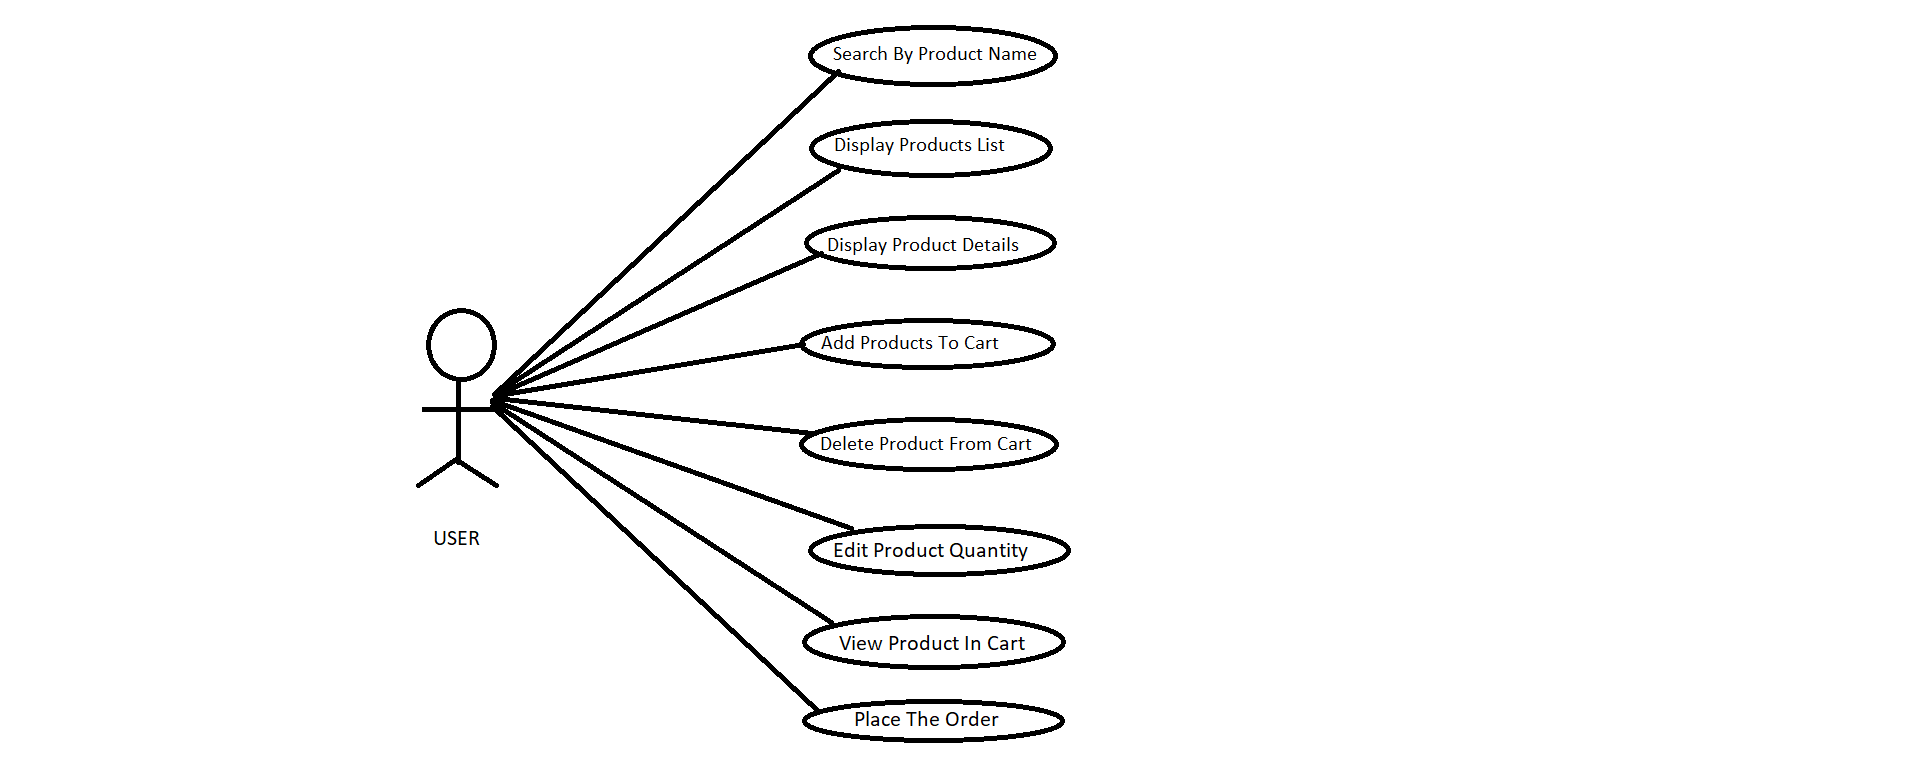 Search By Product Name
Display Products List
Display Product Details
Add Products To Cart
Delete Product From Cart
USER
Edit Product Quantity
View Product In Cart
Place The Order